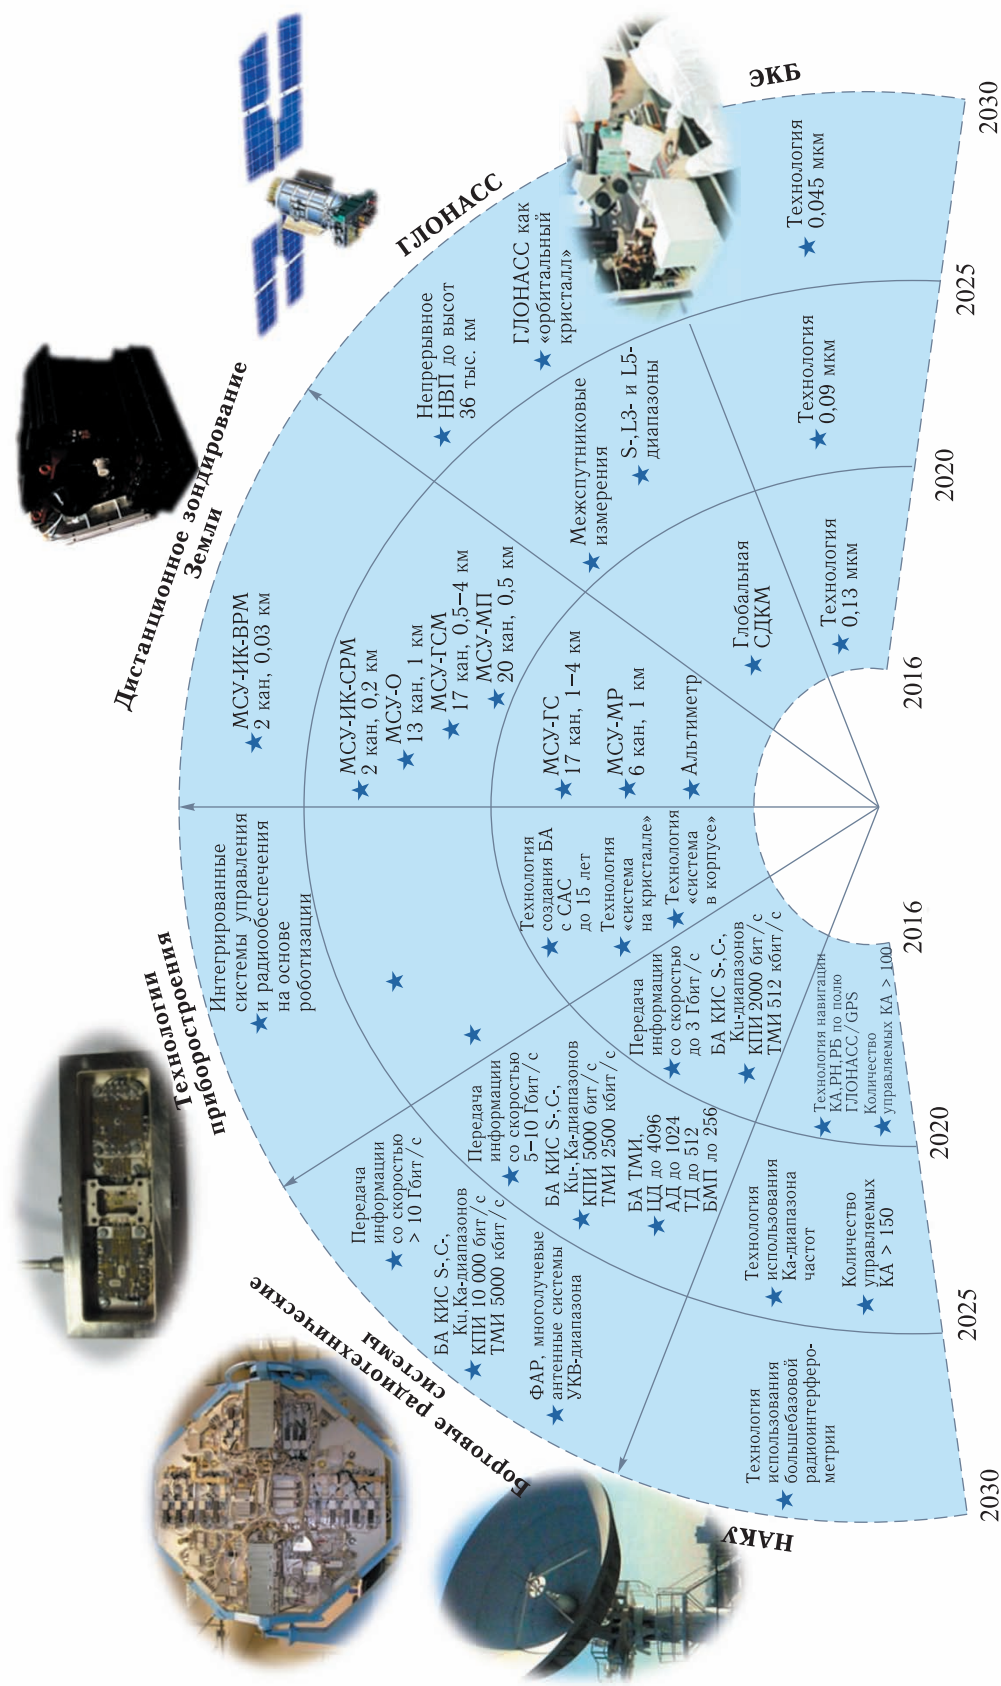 НАКУ
Бортовые радиотехнические
системы
Технологии
приборостроения
Дистанционное зондирование
Земли
ГЛОНАСС
ЭКБ
Технология
использования
большебазовой
радиоинтерферо-
метрии
Технология
использования
Ка-диапазона
частот
Количество
управляемых
КА > 150
Технология навигации
КА,РН,РБ по полю
ГЛОНАСС/GPS
Количество
управляемых КА > 100
Передача
информации
со скоростью
> 10 Гбит/с
БА КИС S-,C-,
Ku,Ka-диапазонов
КПИ 10 000 бит/с
ТМИ 5000 кбит/с
ФАР, многолучевые
антенные системы
УКВ-диапазона
Передача
информации
со скоростью
5–10 Гбит/с
БА КИС S-,C-,
Ku-,Ka-диапазонов
КПИ 5000 бит/с
ТМИ 2500 кбит/с
БА ТМИ,
ЦД до 4096
АД до 1024
ТД до 512
БМП ло 256
Передача
информации
со скоростью
до 3 Гбит/с
БА КИС S-,C-,
Ku-диапазонов
КПИ 2000 бит/с
ТМИ 512 кбит/с
Интегрированные
системы управления
и радиообеспечения
на основе
роботизации
Технология
создания БА
с САС
до 15 лет
Технология
«система
на кристалле»
Технология
«система
в корпусе»
МСУ-ИК-ВРМ
2 кан, 0,03 км
МСУ-ИК-СРМ
2 кан, 0,2 км
МСУ-О
13 кан, 1 км
МСУ-ГСМ
17 кан, 0,5–4 км
МСУ-МП
20 кан, 0,5 км
МСУ-ГС
17 кан, 1–4 км
МСУ-МР
6 кан, 1 км
Альтиметр
Непрерывное
НВП до высот
36 тыс. км
ГЛОНАСС как
«орбитальный
кристалл»
Межспутниковые
измерения
S-,L3- и L5-
диапазоны
Глобальная
СДКМ
Технология
0,045 мкм
Технология
0,09 мкм
Технология
0,13 мкм
2030
2025
2020
2016
2016
2020
2025
2030